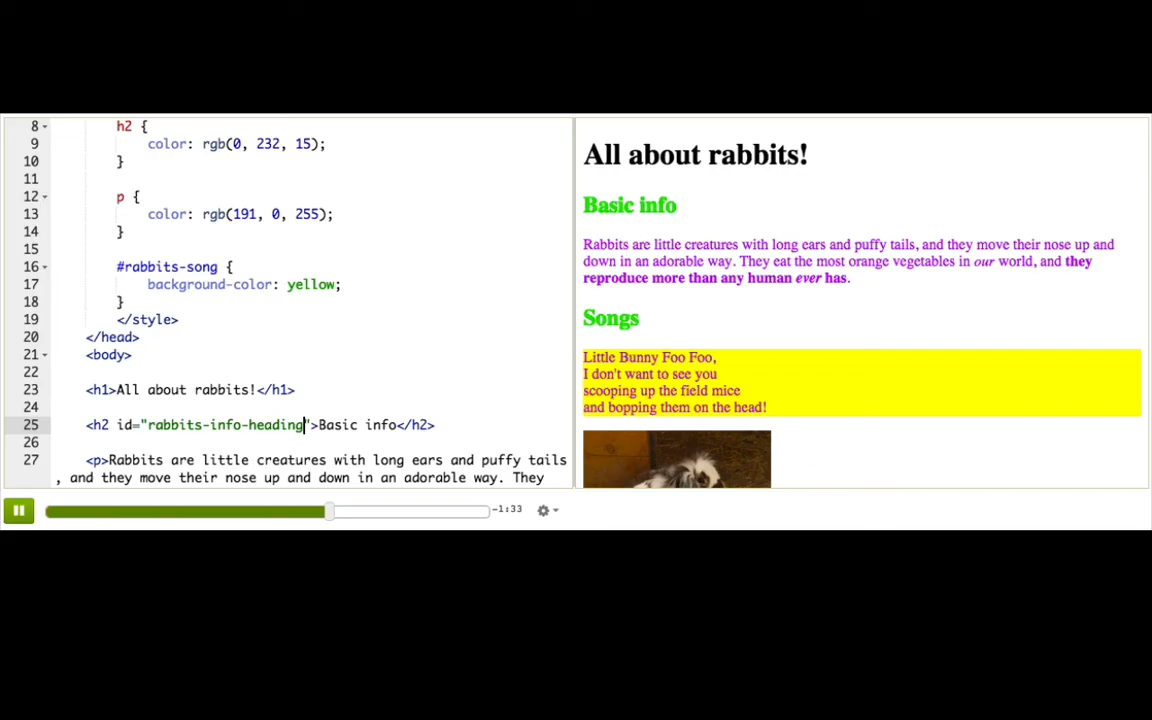 8 h2 {
9 color: rgb(0, 232, 15);
10 }
11
12 p {
13 color: rgb(191, 0, 255);
14 }
15
16 #rabbits-song {
17 background-color: yellow;
18 }
19 </style>
20 </head>
21 <body>
22
23 <h1>All about rabbits!</h1>
24
25 <h2 id="rabbits-info-heading">Basic info</h2>
26
27 <p>Rabbits are little creatures with long ears and puffy tails
, and they move their nose up and down in an adorable way. They
All about rabbits!
Basic info
Rabbits are little creatures with long ears and puffy tails, and they move their nose up and
down in an adorable way. They eat the most orange vegetables in our world, and they
reproduce more than any human ever has.
Songs
Little Bunny Foo Foo,
I don't want to see you
scooping up the field mice
and bopping them on the head!
-1:33